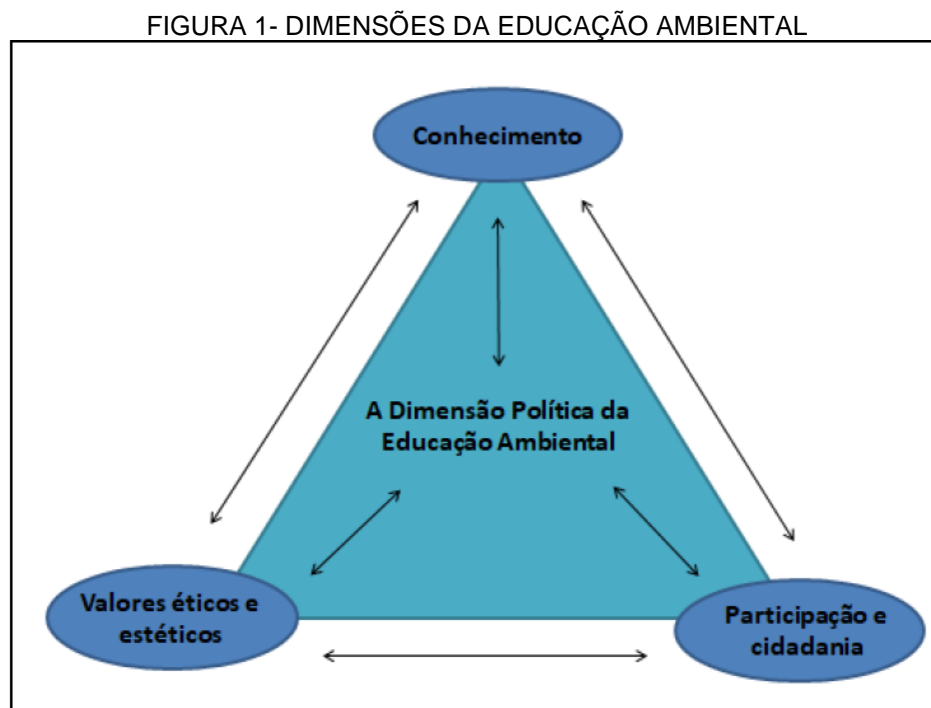 FIGURA 1- DIMENSÕES DA EDUCAÇÃO AMBIENTAL
Conhecimento
A Dimensão Política da
Educação Ambiental
Valores éticos e
estéticos
Participação e
cidadania